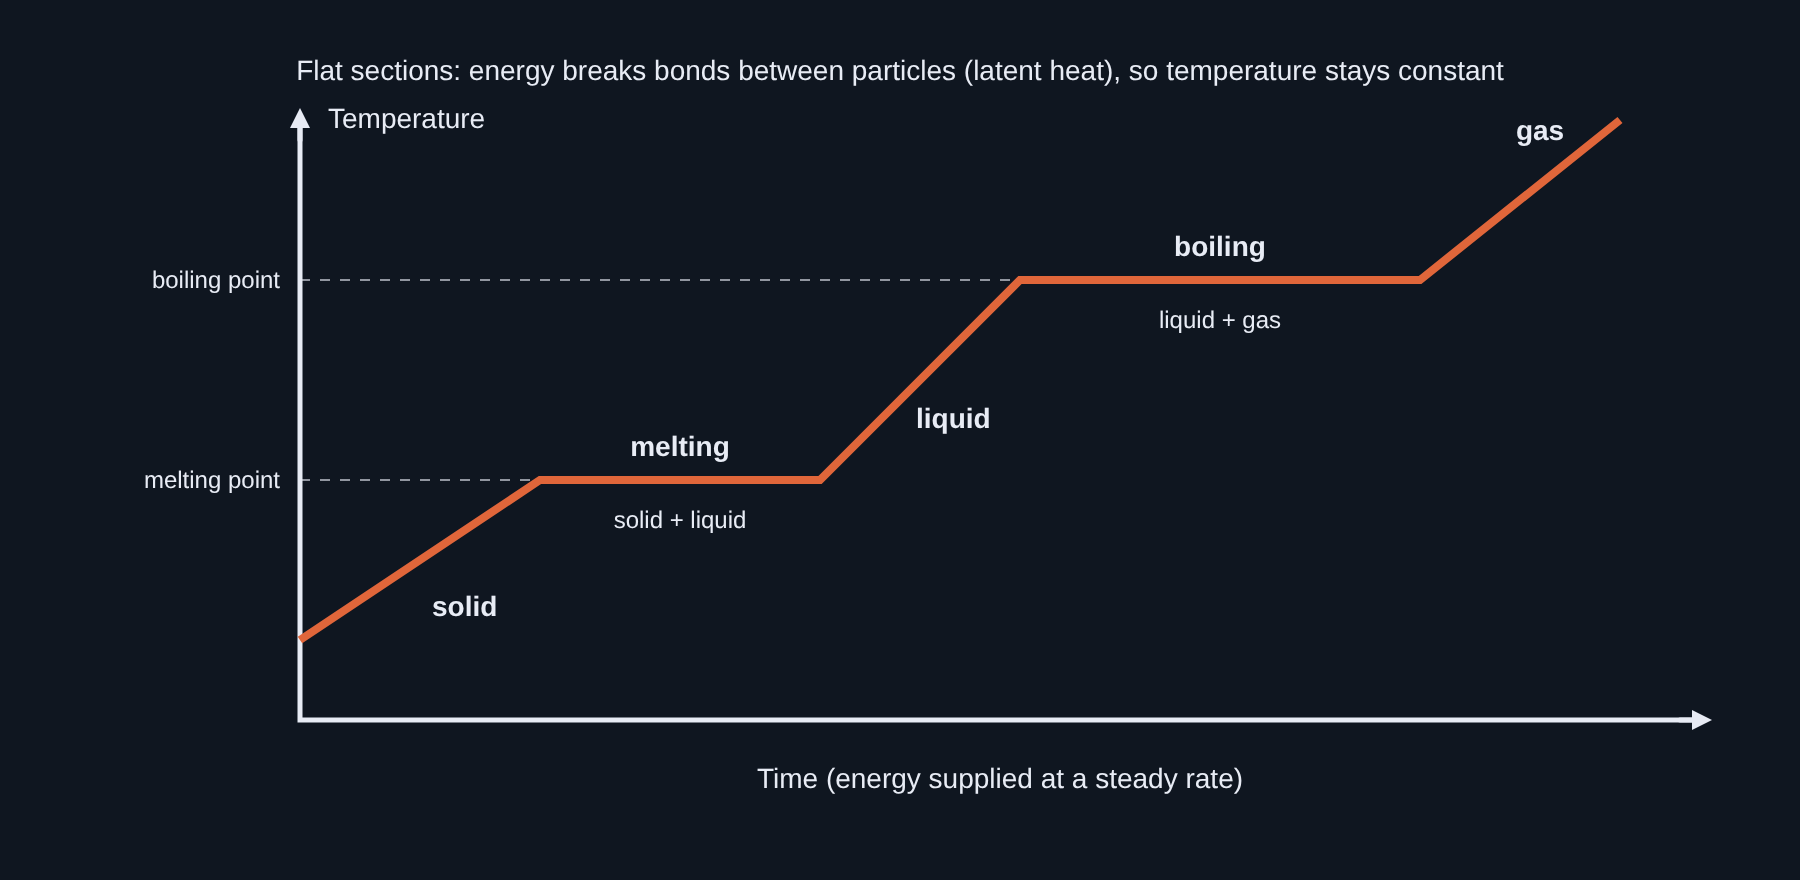 Flat sections: energy breaks bonds between particles (latent heat), so temperature stays constant
Temperature
gas
boiling
boiling point
liquid + gas
liquid
melting
melting point
solid + liquid
solid
Time (energy supplied at a steady rate)